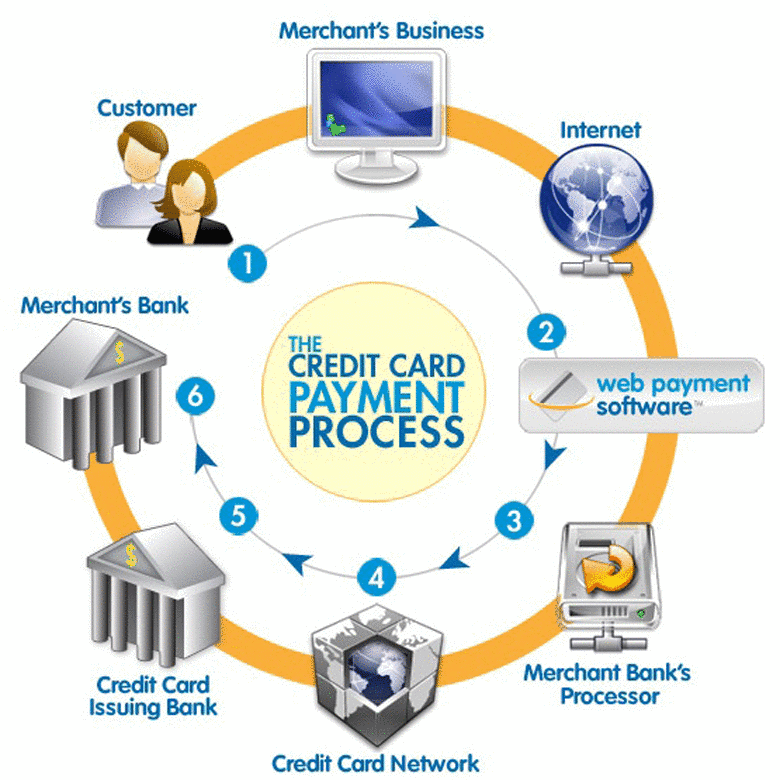 Merchant's Business
Customer
Internet
1
2
Merchant's Bank
THE
CREDIT CARD
PAYMENT
PROCESS
web payment
software™
6
$
5
3
4
$
Credit Card
Issuing Bank
Merchant Bank's
Processor
Credit Card Network